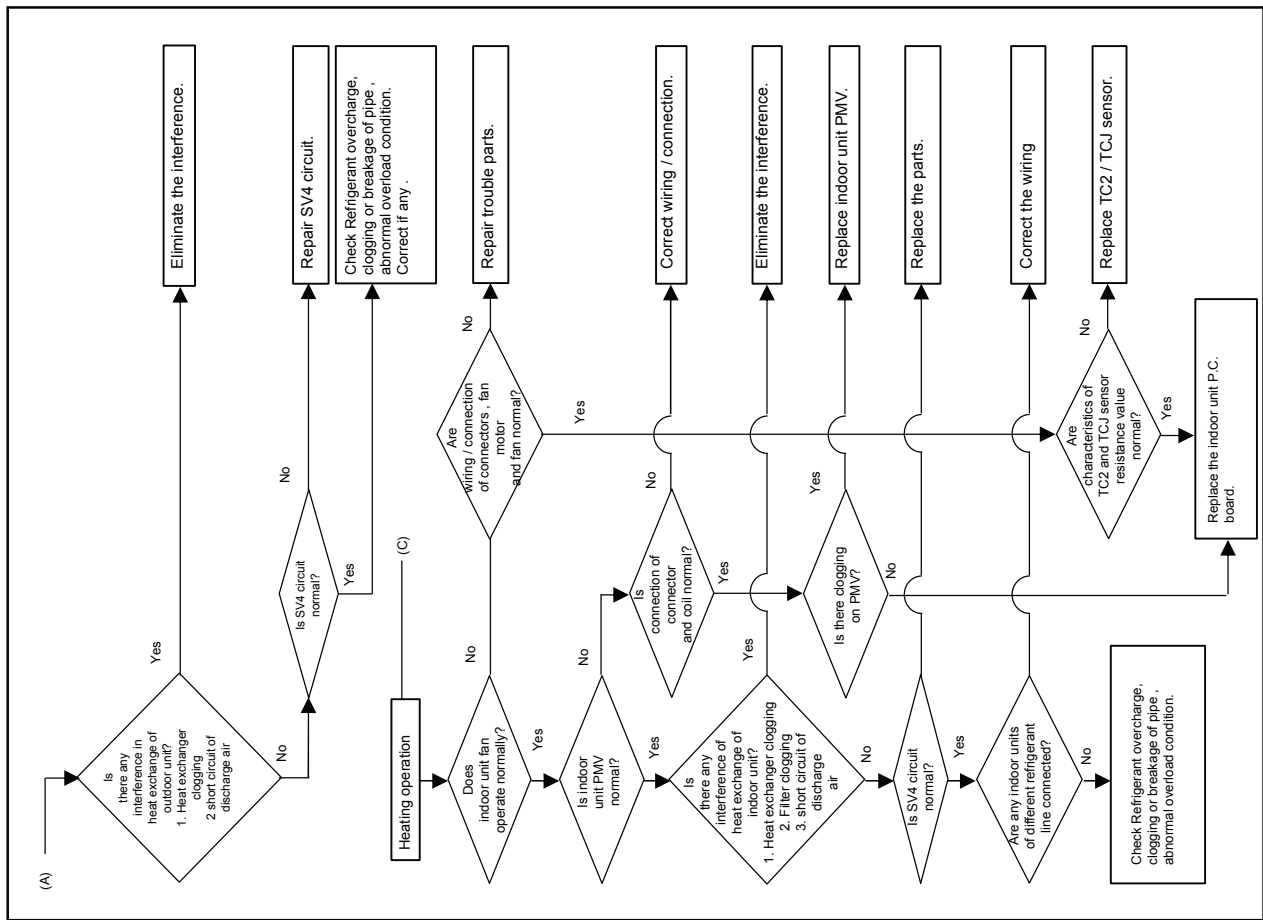 (A)
Is
there any
interference in
heat exchange of
outdoor unit?
1. Heat exchanger
clogging
2 short circuit of
discharge air
Yes
Eliminate the interference.
No
Is SV4 circuit
normal?
No
Repair SV4 circuit.
Yes
Check Refrigerant overcharge,
clogging or breakage of pipe ,
abnormal overload condition.
Correct if any .
Heating operation
(C)
Does
indoor unit fan
operate normally?
No
Are
wiring / connection
of connectors , fan
motor
and fan normal?
No
Repair trouble parts.
Yes
Yes
Is indoor
unit PMV
normal?
No
Is
connection of
connector
and coil normal?
No
Correct wiring / connection.
Yes
Yes
Is
there any
interference of
heat exchange of
indoor unit?
1. Heat exchanger clogging
2. Filter clogging
3. short circuit of
discharge
air
Yes
Eliminate the interference.
Is there clogging
on PMV?
Yes
Replace indoor unit PMV.
No
No
Is SV4 circuit
normal?
No
Replace the parts.
Yes
Are any indoor units
of different refrigerant
line connected?
Yes
Correct the wiring
No
Are
characteristics of
TC2 and TCJ sensor
resistance value
normal?
No
Replace TC2 / TCJ sensor.
Yes
Check Refrigerant overcharge,
clogging or breakage of pipe ,
abnormal overload condition.
Replace the indoor unit P.C.
board.